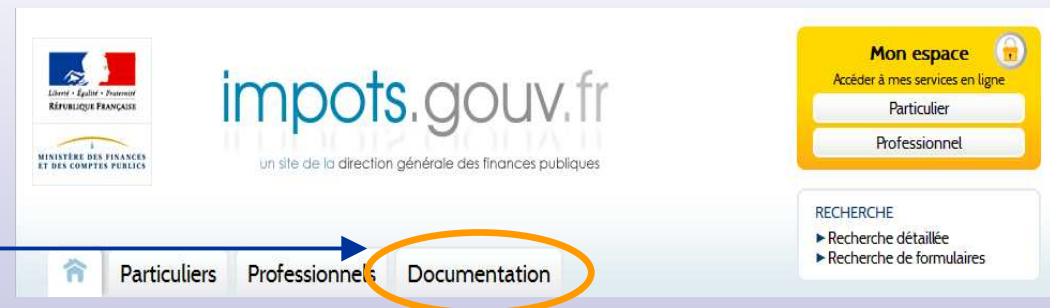 Liberté • Égalité • Fraternité
RÉPUBLIQUE FRANÇAISE
MINISTÈRE DES FINANCES
ET DES COMPTES PUBLICS
impots.gouv.fr
un site de la direction générale des finances publiques
Mon espace
Accéder à mes services en ligne
Particulier
Professionnel
RECHERCHE
Recherche détaillée
Recherche de formulaires
Particuliers
Professionnels
Documentation